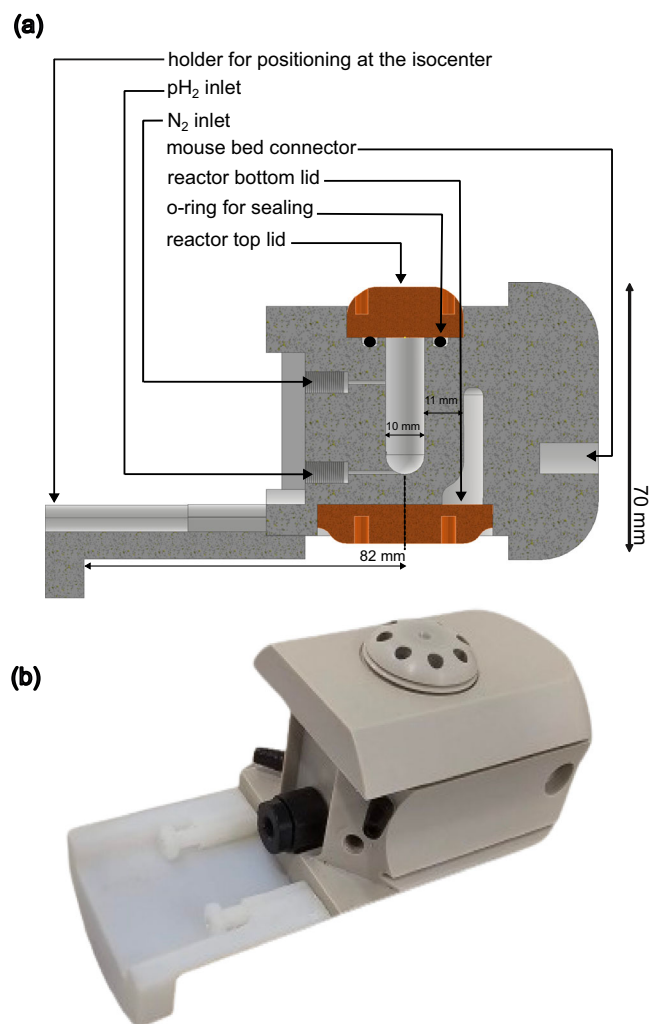 (a)
holder for positioning at the isocenter
pH₂ inlet
N₂ inlet
mouse bed connector
reactor bottom lid
o-ring for sealing
reactor top lid
11 mm
10 mm
70 mm
82 mm
(b)